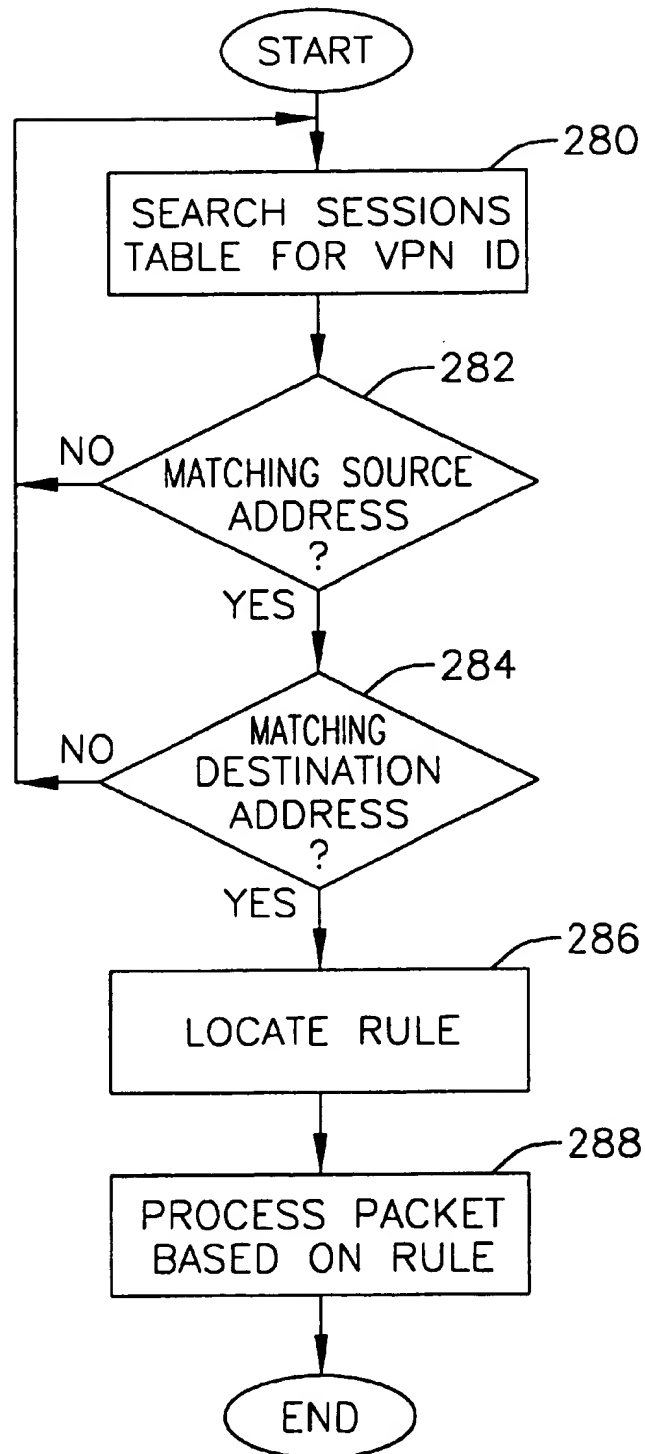 START
280
SEARCH SESSIONS
TABLE FOR VPN ID
282
NO
MATCHING SOURCE
ADDRESS
?
YES
284
NO
MATCHING
DESTINATION
ADDRESS
?
YES
286
LOCATE RULE
288
PROCESS PACKET
BASED ON RULE
END